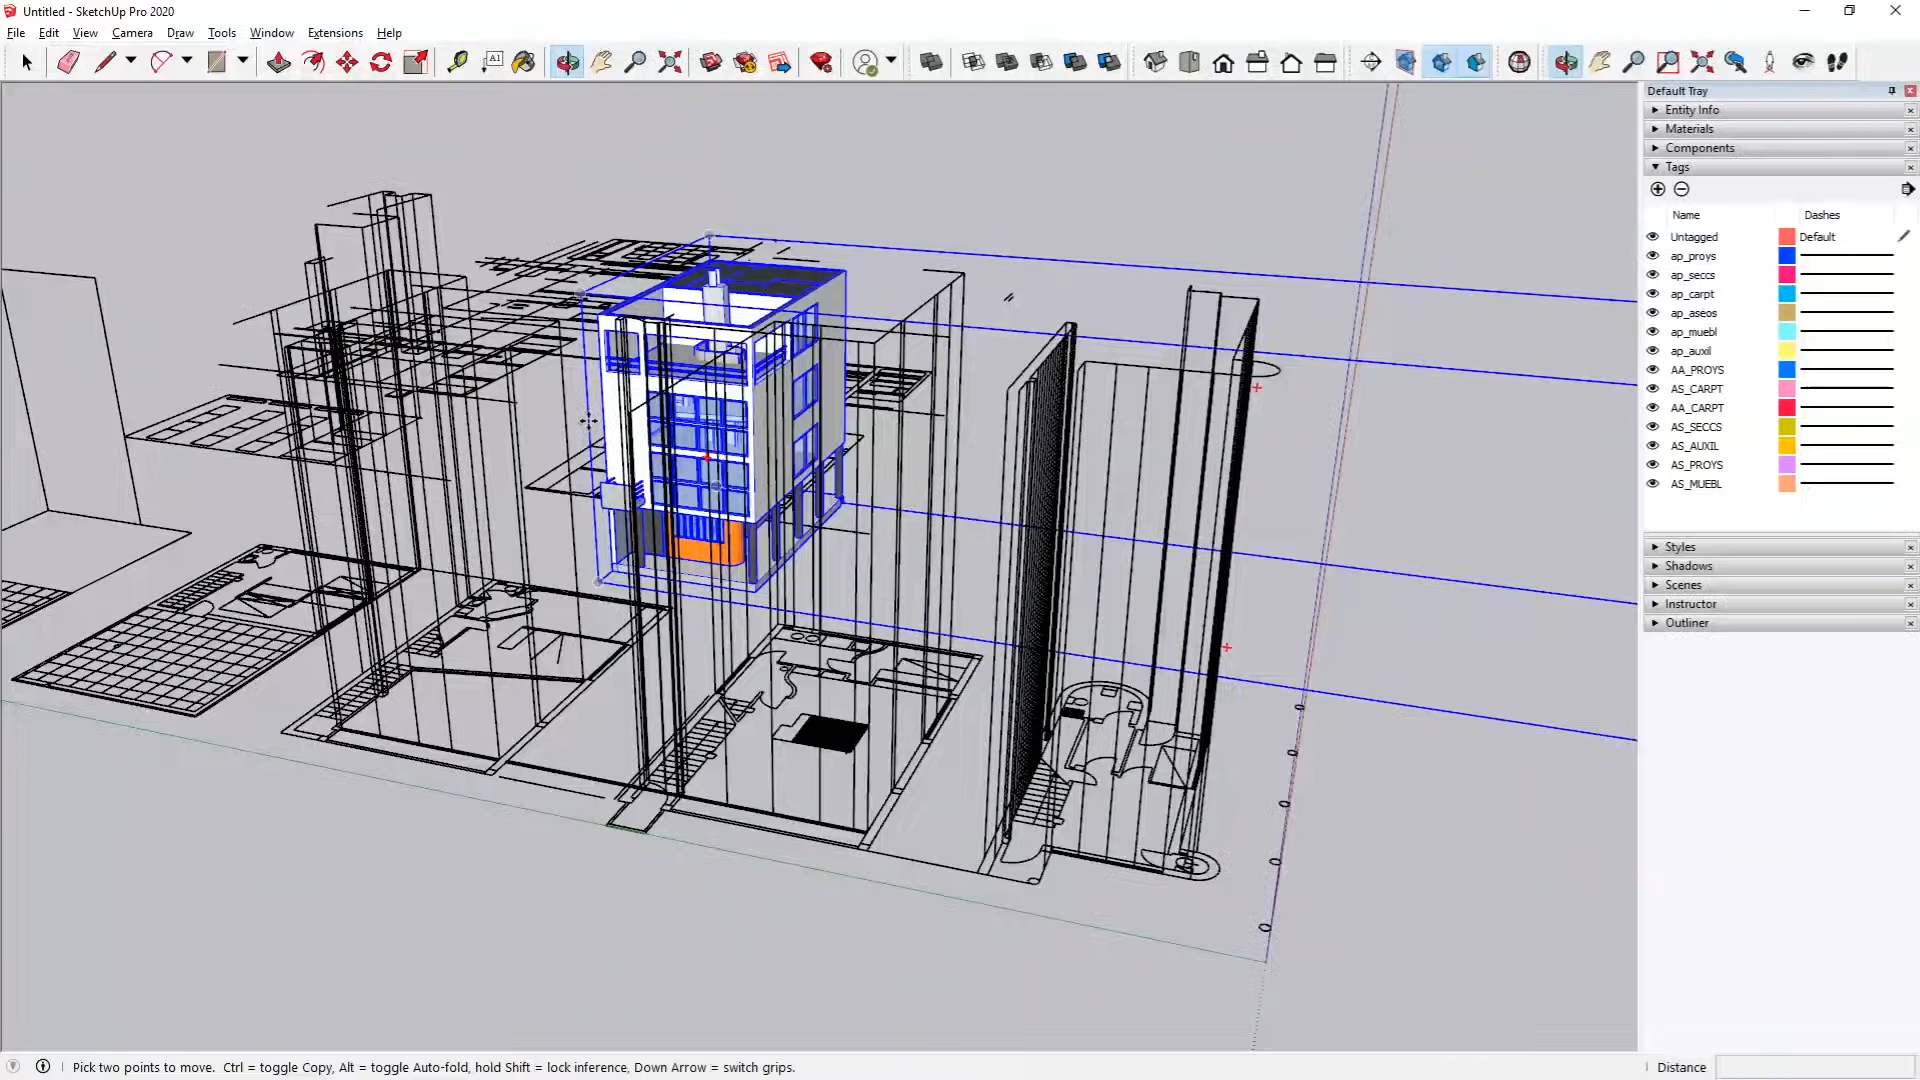 Untitled - SketchUp Pro 2020
File Edit View Camera Draw Tools Window Extensions Help
A1
Default Tray
Entity Info
Materials
Components
Tags
Name Dashes
Untagged Default
ap_proys
ap_seccs
ap_carpt
ap_aseos
ap_muebl
ap_auxil
AA_PROYS
AS_CARPT
AA_CARPT
AS_SECCS
AS_AUXIL
AS_PROYS
AS_MUEBL
Styles
Shadows
Scenes
Instructor
Outliner
Pick two points to move. Ctrl = toggle Copy, Alt = toggle Auto-fold, hold Shift = lock inference, Down Arrow = switch grips.
Distance